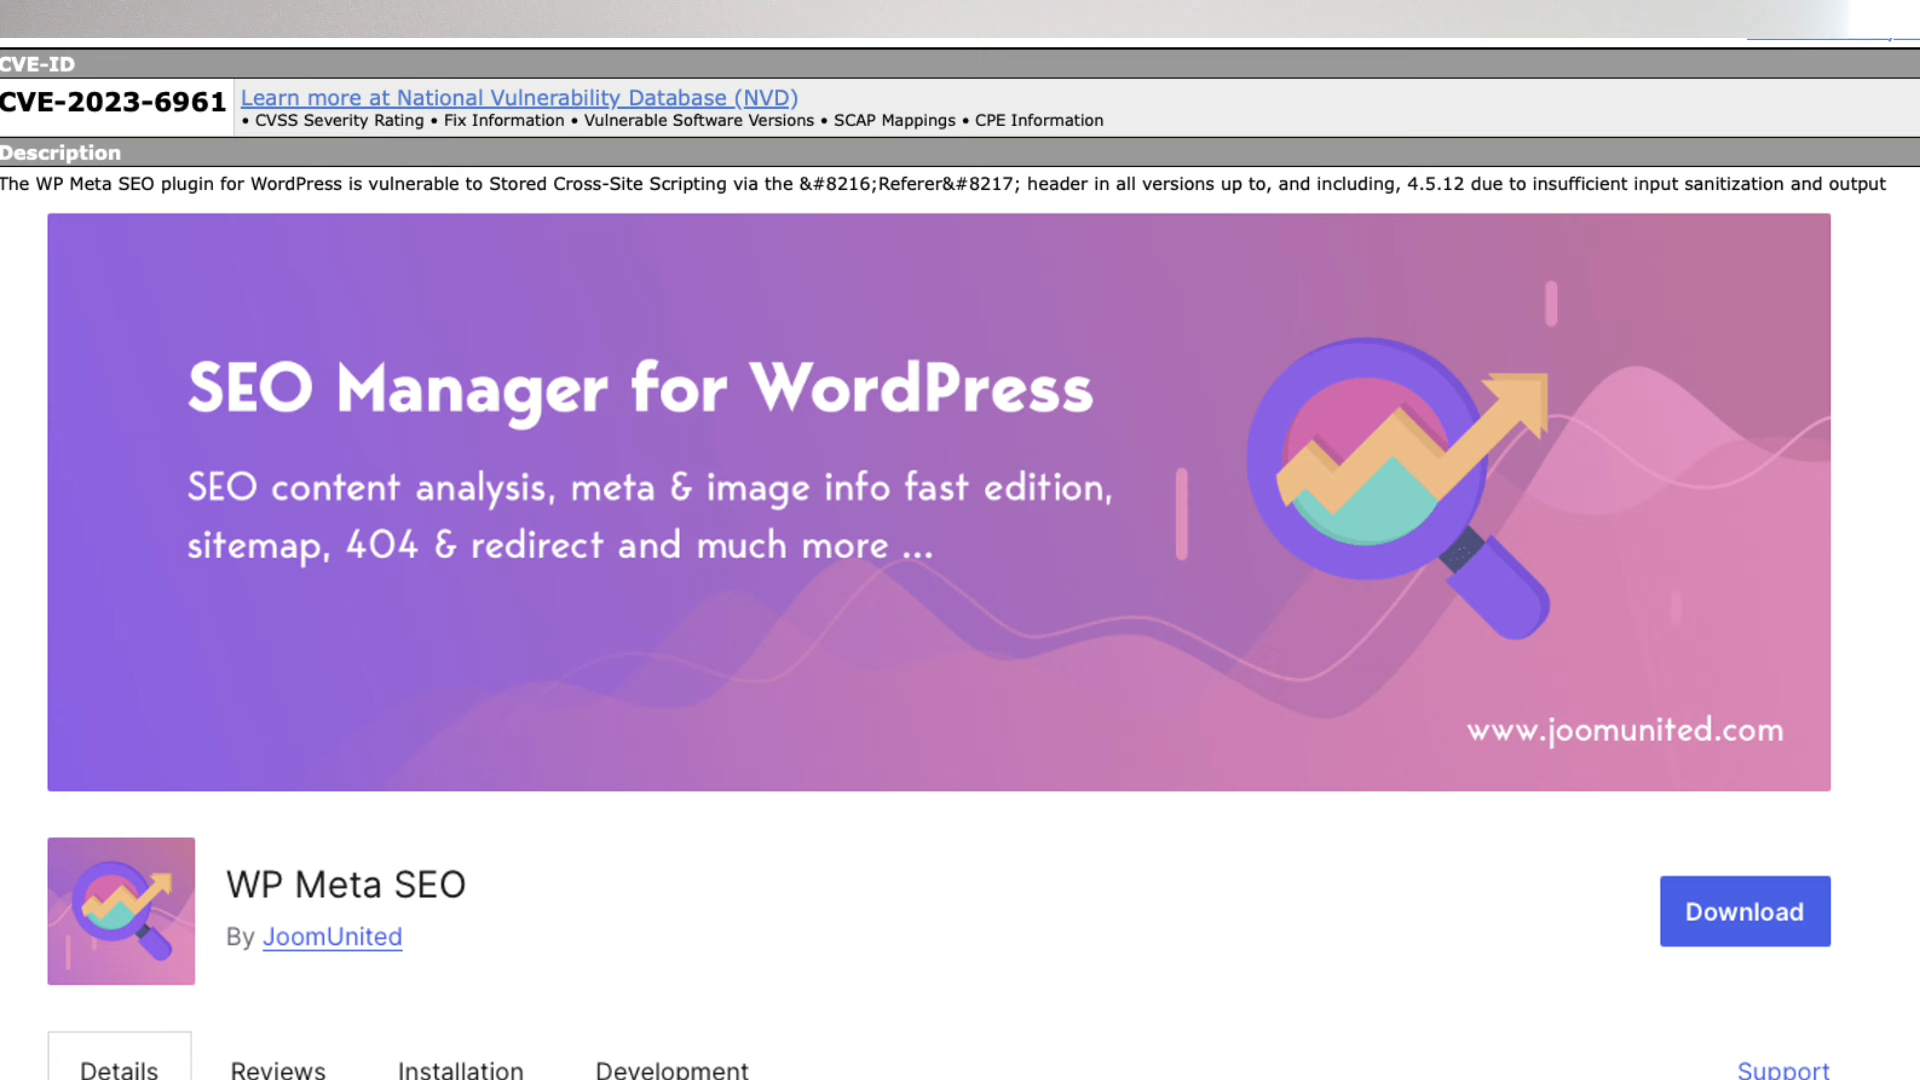 CVE-ID
CVE-2023-6961
Learn more at National Vulnerability Database (NVD)
• CVSS Severity Rating • Fix Information • Vulnerable Software Versions • SCAP Mappings • CPE Information
Description
The WP Meta SEO plugin for WordPress is vulnerable to Stored Cross-Site Scripting via the &#8216;Referer&#8217; header in all versions up to, and including, 4.5.12 due to insufficient input sanitization and output
SEO Manager for WordPress
SEO content analysis, meta & image info fast edition,
sitemap, 404 & redirect and much more ...
www.joomunited.com
WP Meta SEO
By JoomUnited
Download
Details Reviews Installation Development Support